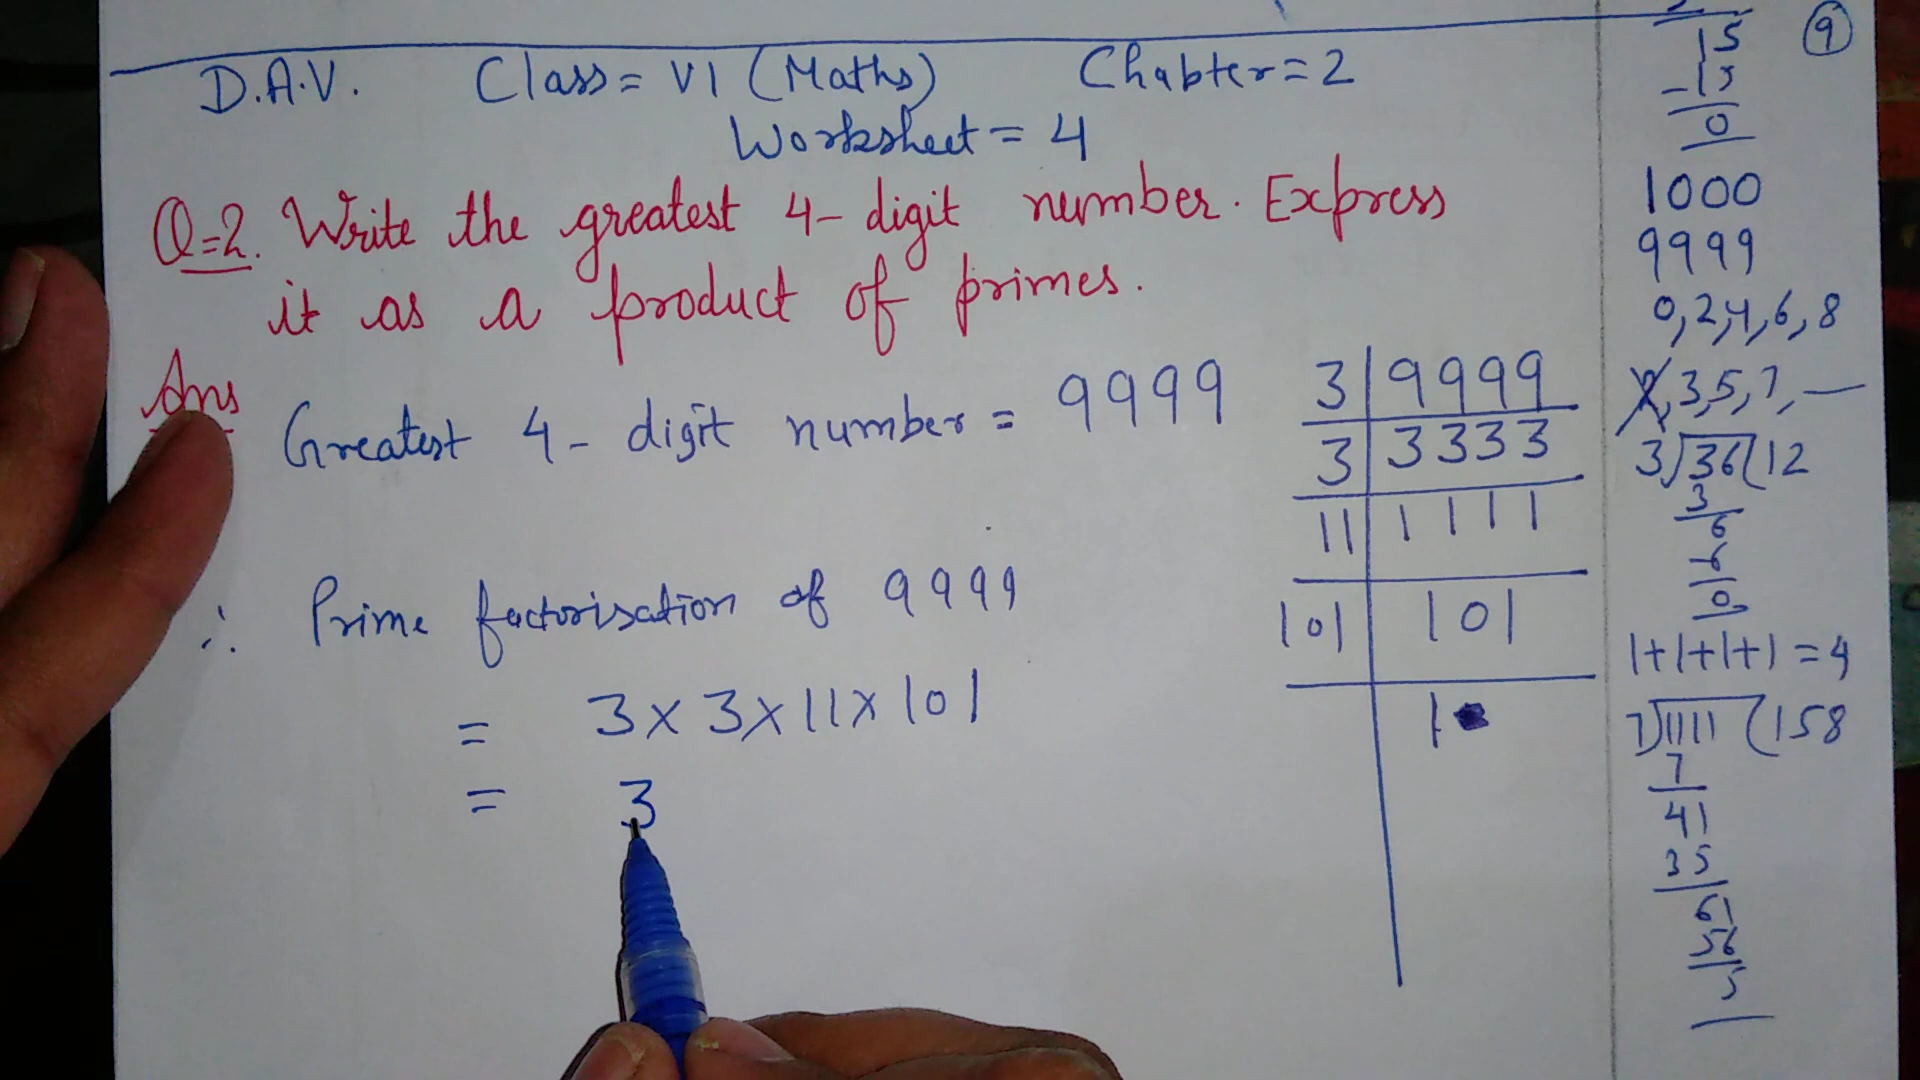 D.A.V. Class = VI (Maths) Chapter = 2
Worksheet = 4
Q=2. Write the greatest 4-digit number. Express
it as a product of primes.
Ans
Greatest 4-digit number = 9999
∴ Prime factorisation of 9999
= 3 × 3 × 11 × 101
= 3
3 | 9999
3 | 3333
11 | 1111
101 | 101
1
9
15
-15
0
1000
9999
0, 2, 4, 6, 8
2, 3, 5, 7, —
3)36(12
3
6
6
0
1+1+1+1 = 4
7)1111(158
7
41
35
61
56
5